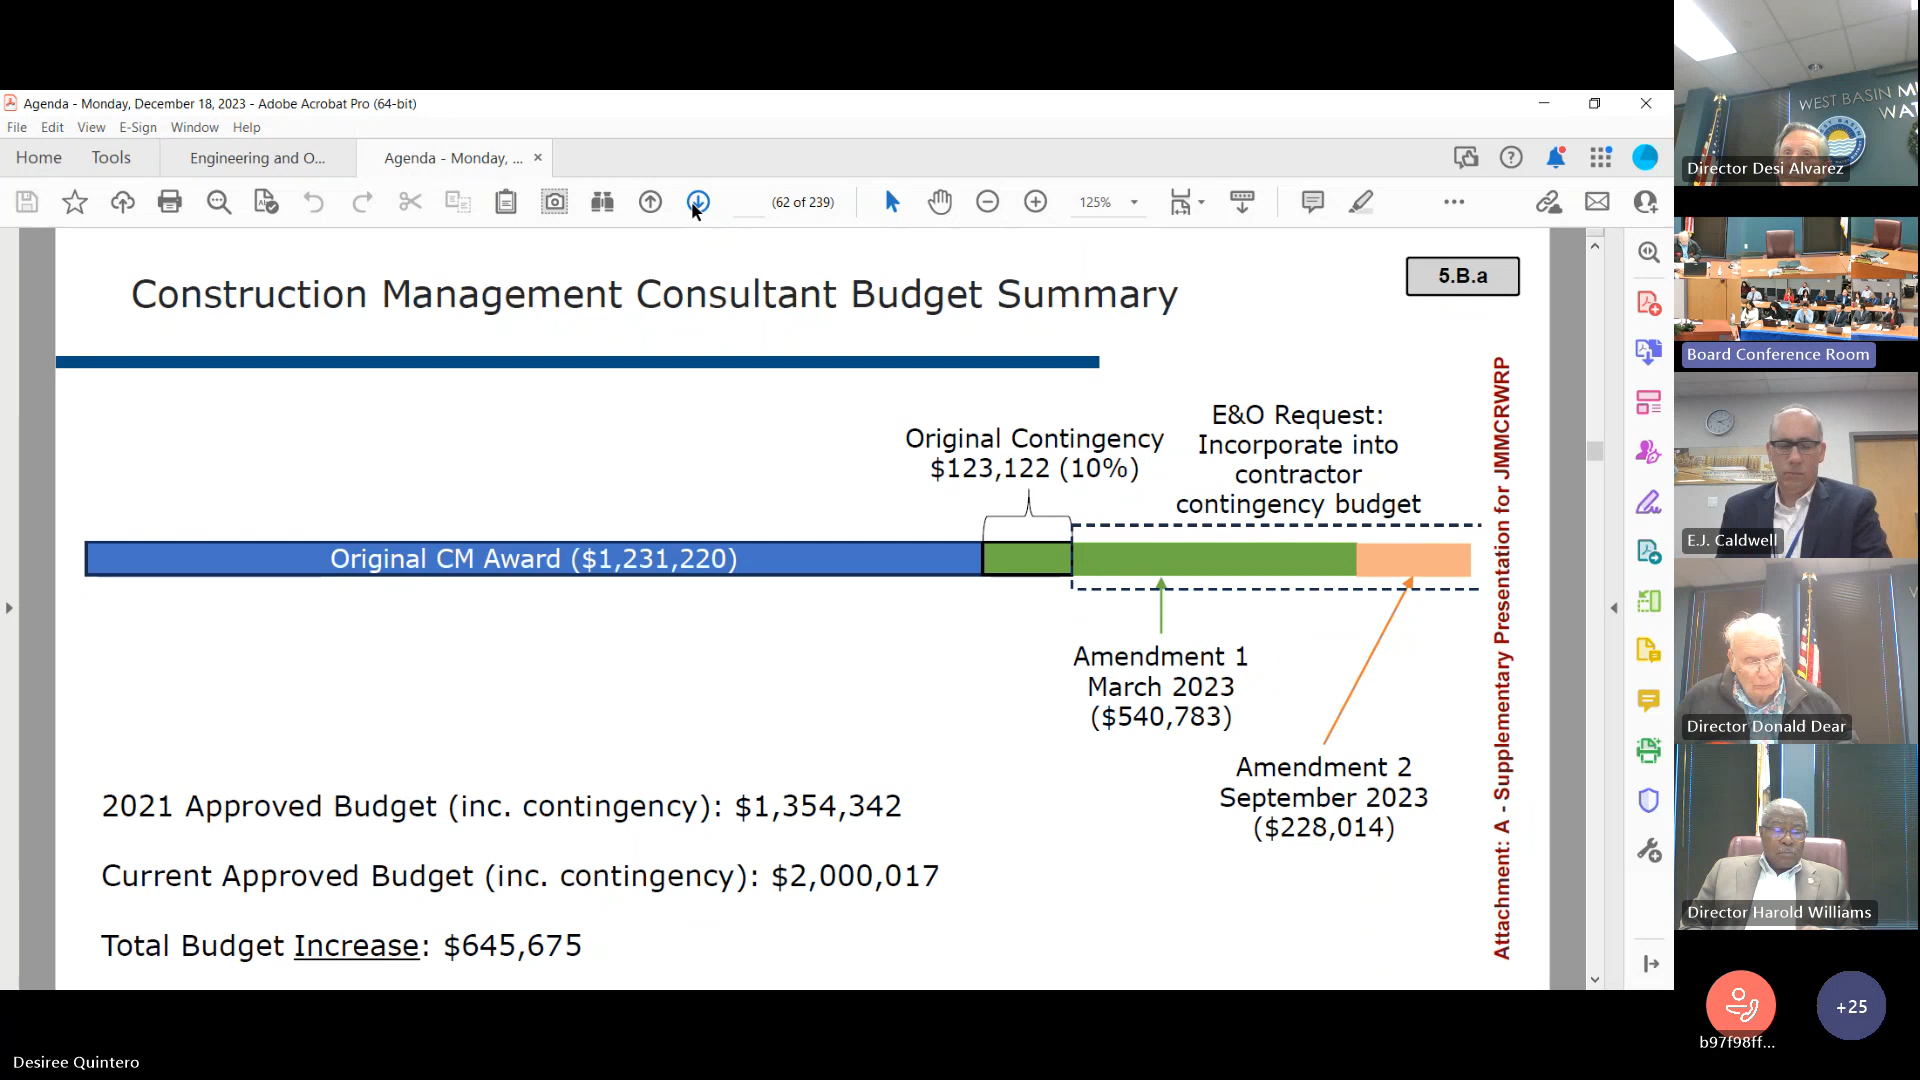 Agenda - Monday, December 18, 2023 - Adobe Acrobat Pro (64-bit)
File Edit View E-Sign Window Help
Home Tools Engineering and O... Agenda - Monday, ... ×
(62 of 239) 125%
Construction Management Consultant Budget Summary
5.B.a
Original Contingency
$123,122 (10%)
E&O Request:
Incorporate into
contractor
contingency budget
Original CM Award ($1,231,220)
Amendment 1
March 2023
($540,783)
Amendment 2
September 2023
($228,014)
2021 Approved Budget (inc. contingency): $1,354,342
Current Approved Budget (inc. contingency): $2,000,017
Total Budget Increase: $645,675
Attachment: A - Supplementary Presentation for JMMCRWRP
WEST BASIN M
WAT
Director Desi Alvarez
Board Conference Room
E.J. Caldwell
Director Donald Dear
Director Harold Williams
b97f98ff...
+25
Desiree Quintero